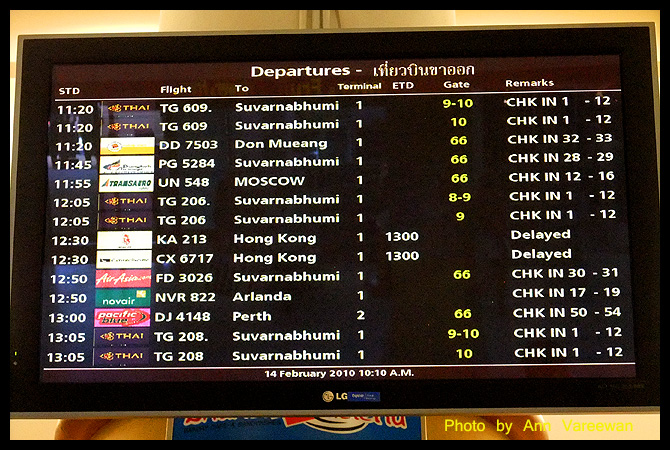 Departures - เที่ยวบินขาออก
STD Flight To Terminal ETD Gate Remarks
11:20 THAI TG 609. Suvarnabhumi 1 9-10 CHK IN 1 - 12
11:20 THAI TG 609 Suvarnabhumi 1 10 CHK IN 1 - 12
11:20 DD 7503 Don Mueang 1 66 CHK IN 32 - 33
11:45 PG 5284 Suvarnabhumi 1 66 CHK IN 28 - 29
11:55 TRANSAERO UN 548 MOSCOW 1 66 CHK IN 12 - 16
12:05 THAI TG 206. Suvarnabhumi 1 8-9 CHK IN 1 - 12
12:05 THAI TG 206 Suvarnabhumi 1 9 CHK IN 1 - 12
12:30 KA 213 Hong Kong 1 1300 Delayed
12:30 CX 6717 Hong Kong 1 1300 Delayed
12:50 AirAsia.com FD 3026 Suvarnabhumi 1 66 CHK IN 30 - 31
12:50 novair NVR 822 Arlanda 1 CHK IN 17 - 19
13:00 pacific blue DJ 4148 Perth 2 66 CHK IN 50 - 54
13:05 THAI TG 208. Suvarnabhumi 1 9-10 CHK IN 1 - 12
13:05 THAI TG 208 Suvarnabhumi 1 10 CHK IN 1 - 12
14 February 2010 10:10 A.M.
LG
Photo by Ann Vareewan